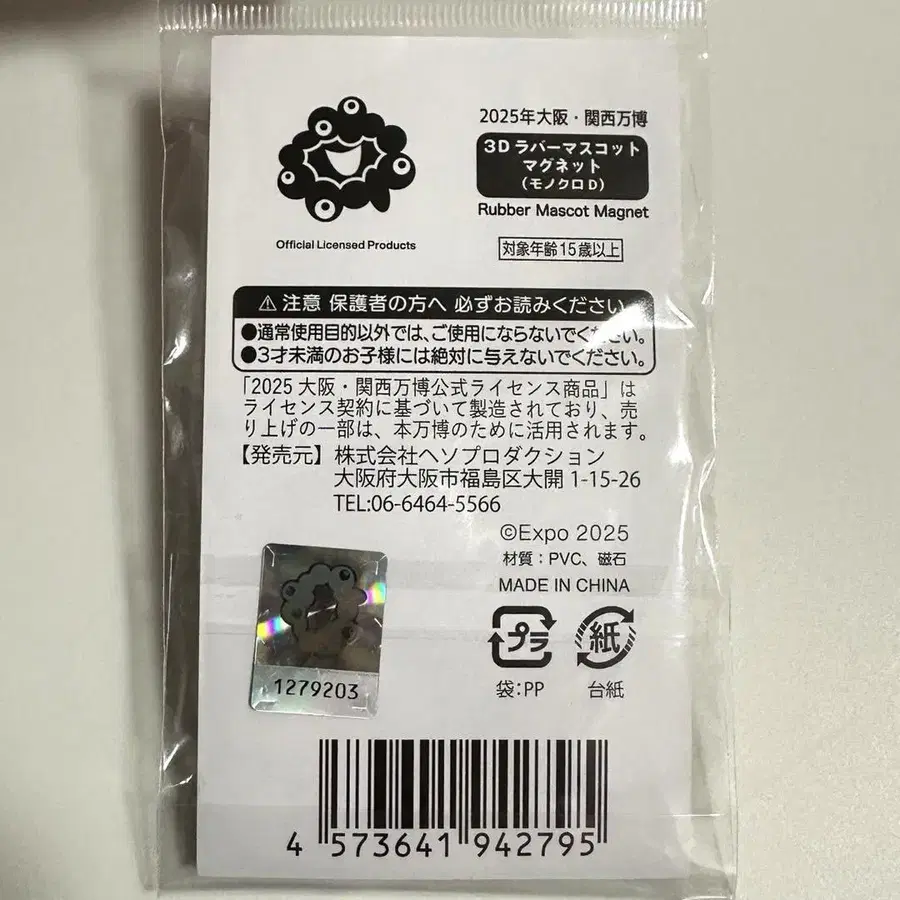 2025年大阪・関西万博
3Dラバーマスコット
マグネット
（モノクロD）
Rubber Mascot Magnet
Official Licensed Products
対象年齢15歳以上
⚠注意 保護者の方へ 必ずお読みください。
●通常使用目的以外では、ご使用にならないでください。
●3才未満のお子様には絶対に与えないでください。
「2025 大阪・関西万博公式ライセンス商品」は
ライセンス契約に基づいて製造されており、売
り上げの一部は、本万博のために活用されます。
【発売元】株式会社ヘソプロダクション
大阪府大阪市福島区大開 1-15-26
TEL:06-6464-5566
©Expo 2025
材質：PVC、磁石
MADE IN CHINA
プラ
紙
袋:PP
台紙
1279203
4 573641 942795